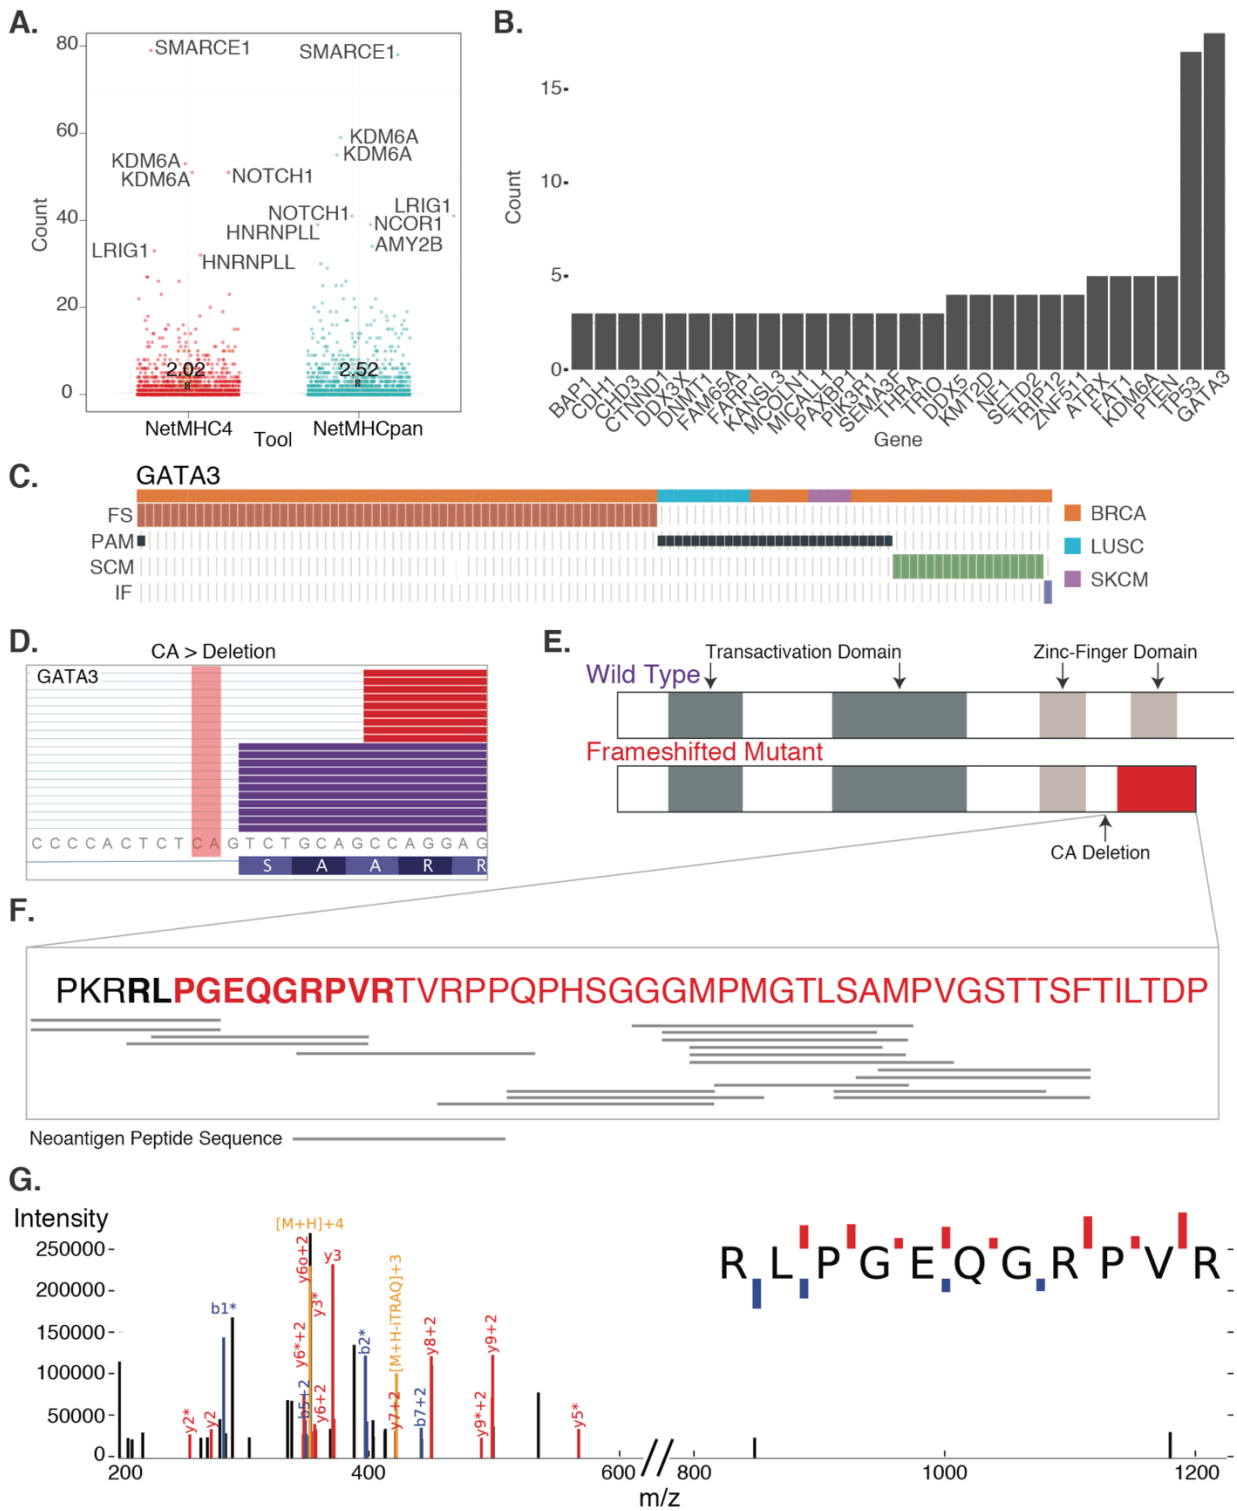 A.
80
60
40
20
0
Count
SMARCE1
SMARCE1
KDM6A
KDM6A
KDM6A
KDM6A
NOTCH1
NOTCH1
LRIG1
NCOR1
HNRNPLL
AMY2B
LRIG1
HNRNPLL
2.02
2.52
NetMHC4
NetMHCpan
Tool
B.
15
10
5
0
Count
BAP1
CDH1
CHD3
CTNND1
DDX3X
DNMT1
FAM65A
FARP1
KANSL3
MCOLN1
MICALL1
PAXBP1
PIK3R1
SEMA3F
THRA
TRIO
DDX5
KMT2D
NF1
SETD2
TRIP12
ZNF511
ATRX
FAT1
KDM6A
PTEN
TP53
GATA3
Gene
C.
GATA3
FS
PAM
SCM
IF
BRCA
LUSC
SKCM
D.
CA > Deletion
GATA3
C C C C A C T C T C A G T C T G C A G C C A G G A G
S A A R R
E.
Transactivation Domain
Zinc-Finger Domain
Wild Type
Frameshifted Mutant
CA Deletion
F.
PKRRLPGEQGRPVRTVRPPQPHSGGGMPMGTLSAMPVGSTTSFTILTDP
Neoantigen Peptide Sequence
G.
Intensity
250000
200000
150000
100000
50000
0
[M+H]+4
y6o+2
y3
y3*
b1*
y6*+2
b2*
[M+H-iTRAQ]+3
y8+2
y9+2
b5+2
y6+2
y2*
y2
y7+2
b7+2
y9*+2
y5*
R L P G E Q G R P V R
200
400
600
800
1000
1200
m/z